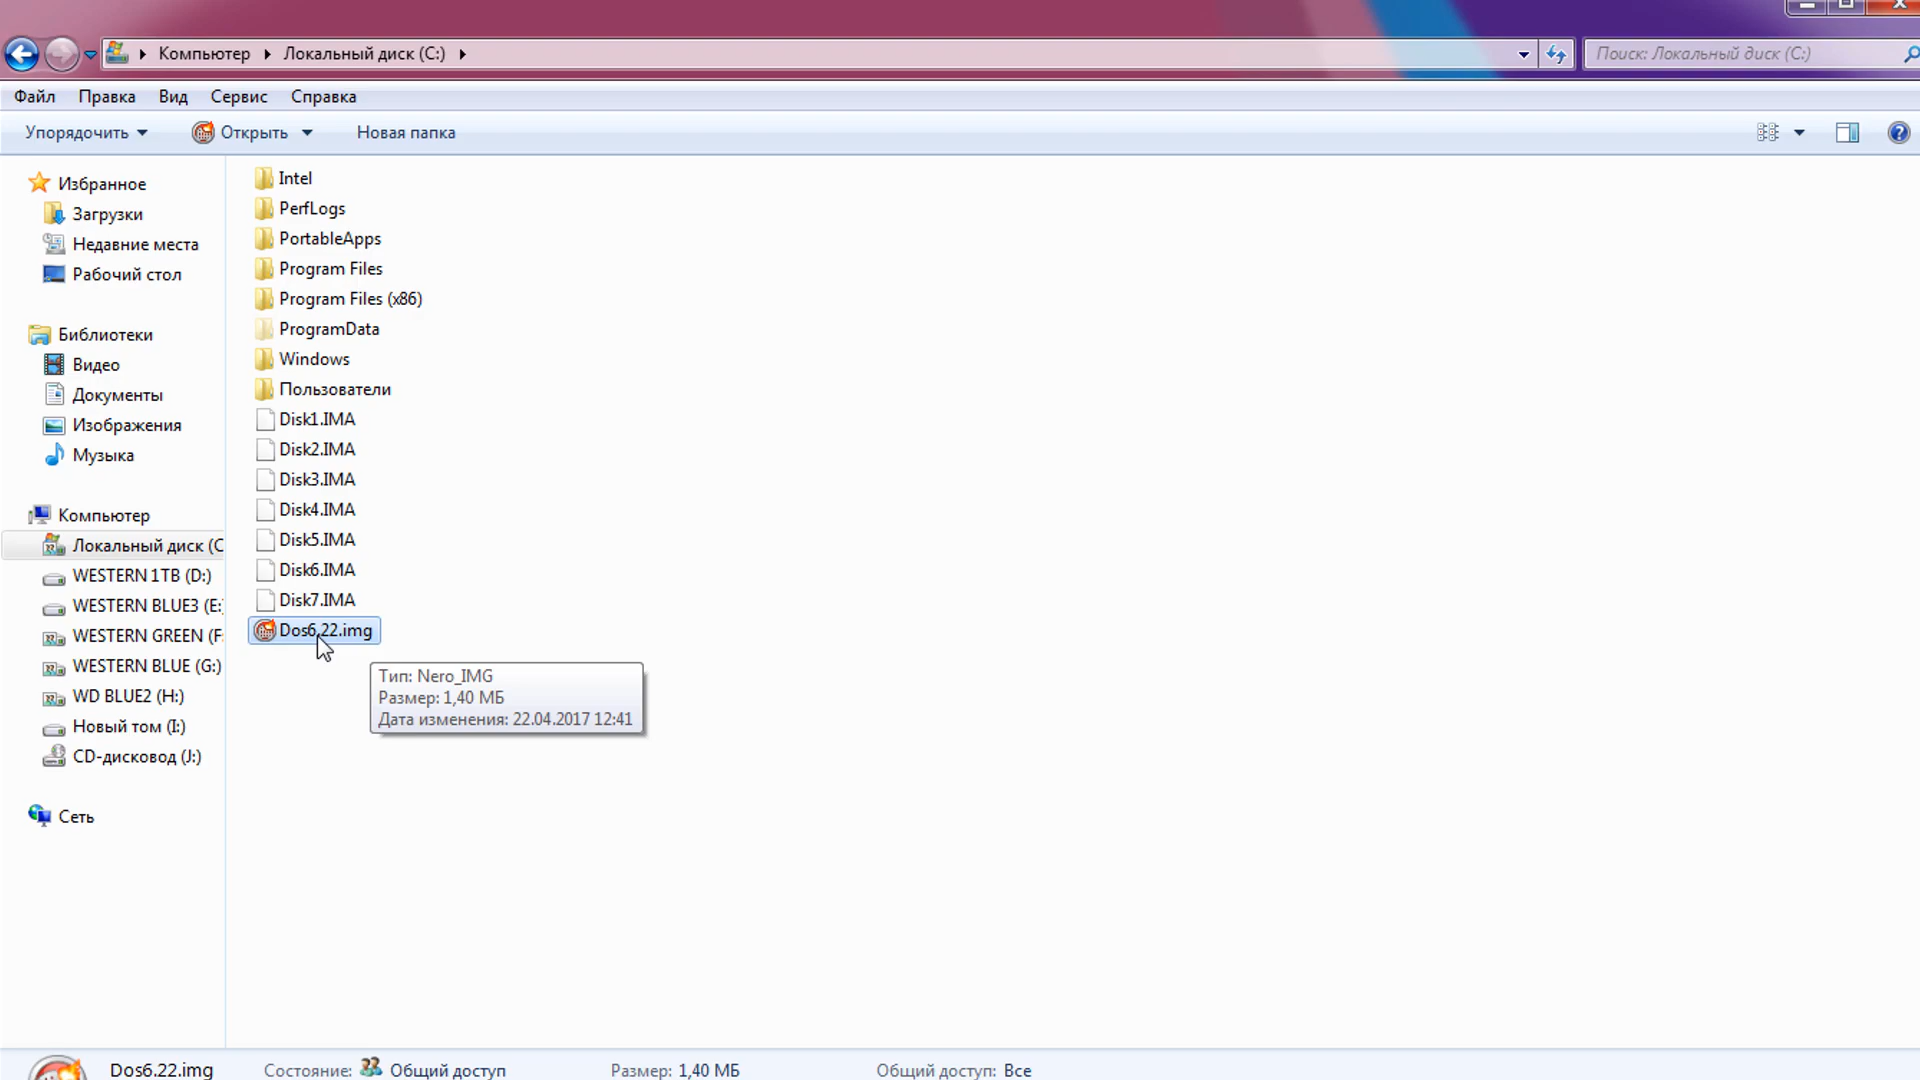 Компьютер Локальный диск (C:)
Поиск: Локальный диск (C:)
Файл Правка Вид Сервис Справка
Упорядочить Открыть Новая папка
Избранное
Загрузки
Недавние места
Рабочий стол
Библиотеки
Видео
Документы
Изображения
Музыка
Компьютер
Локальный диск (C
WESTERN 1TB (D:)
WESTERN BLUE3 (E:
WESTERN GREEN (F:
WESTERN BLUE (G:)
WD BLUE2 (H:)
Новый том (I:)
CD-дисковод (J:)
Сеть
Intel
PerfLogs
PortableApps
Program Files
Program Files (x86)
ProgramData
Windows
Пользователи
Disk1.IMA
Disk2.IMA
Disk3.IMA
Disk4.IMA
Disk5.IMA
Disk6.IMA
Disk7.IMA
Dos6.22.img
Тип: Nero_IMG
Размер: 1,40 МБ
Дата изменения: 22.04.2017 12:41
Dos6.22.img Состояние: Общий доступ Размер: 1,40 МБ Общий доступ: Все